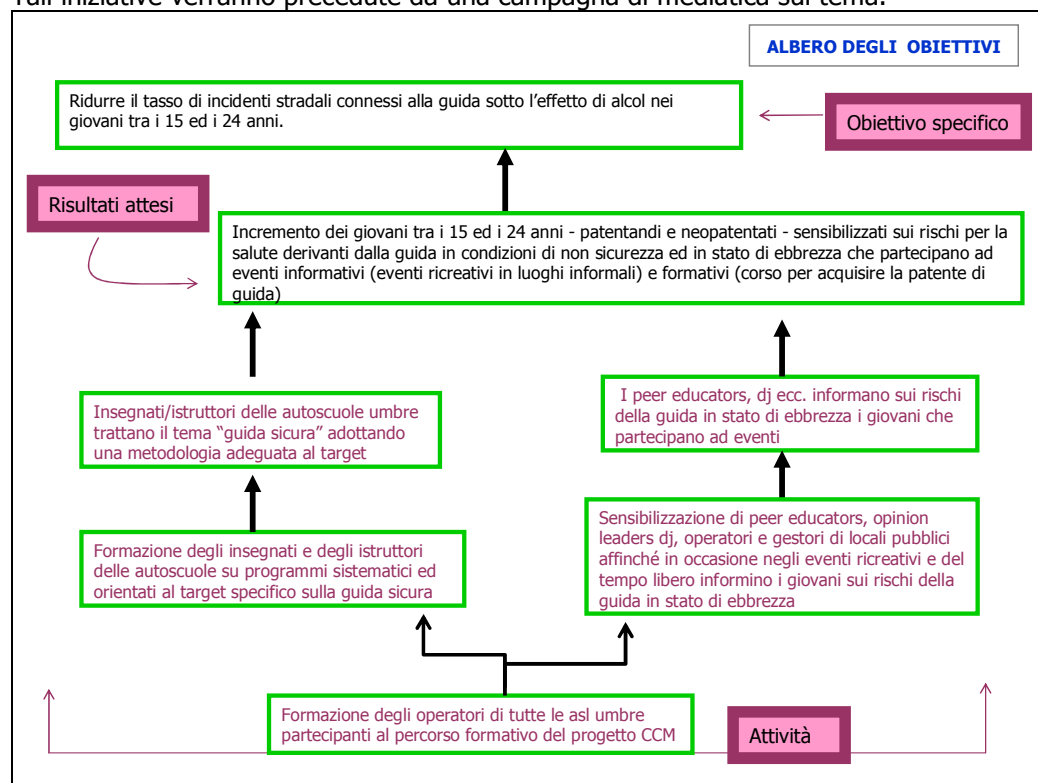 Tali iniziative verranno precedute da una campagna di mediatica sul tema.
ALBERO DEGLI OBIETTIVI
Ridurre il tasso di incidenti stradali connessi alla guida sotto l'effetto di alcol nei
giovani tra i 15 ed i 24 anni.
Obiettivo specifico
Risultati attesi
Incremento dei giovani tra i 15 ed i 24 anni - patentandi e neopatentati - sensibilizzati sui rischi per la
salute derivanti dalla guida in condizioni di non sicurezza ed in stato di ebbrezza che partecipano ad
eventi informativi (eventi ricreativi in luoghi informali) e formativi (corso per acquisire la patente di
guida)
Insegnati/istruttori delle autoscuole umbre
trattano il tema "guida sicura" adottando
una metodologia adeguata al target
I peer educators, dj ecc. informano sui rischi
della guida in stato di ebbrezza i giovani che
partecipano ad eventi
Formazione degli insegnati e degli istruttori
delle autoscuole su programmi sistematici ed
orientati al target specifico sulla guida sicura
Sensibilizzazione di peer educators, opinion
leaders dj, operatori e gestori di locali pubblici
affinché in occasione negli eventi ricreativi e del
tempo libero informino i giovani sui rischi della
guida in stato di ebbrezza
Formazione degli operatori di tutte le asl umbre
partecipanti al percorso formativo del progetto CCM
Attività